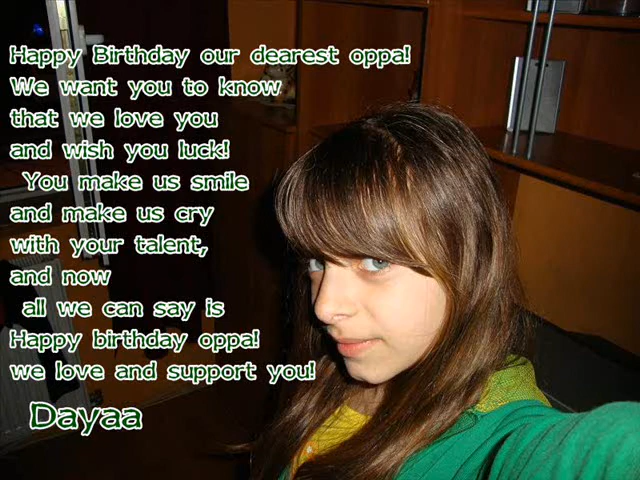 Happy Birthday our dearest oppa!
We want you to know
that we love you
and wish you luck!
You make us smile
and make us cry
with your talent,
and now
all we can say is
Happy birthday oppa!
we love and support you!
Dayaa